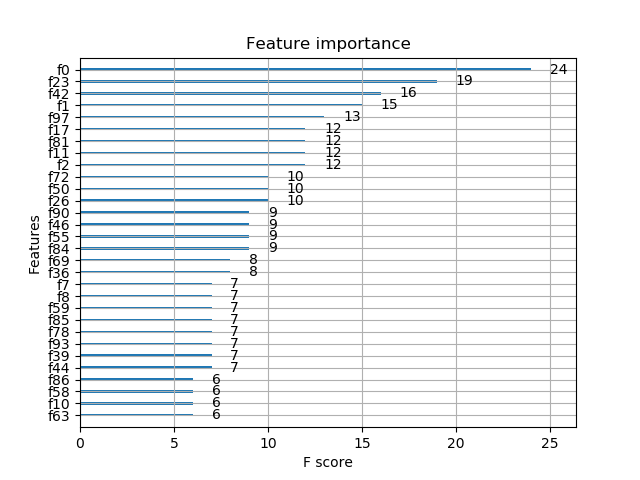 Feature importance
f0 24
f23 19
f42 16
f1 15
f97 13
f17 12
f81 12
f11 12
f2 12
f72 10
f50 10
f26 10
f90 9
f46 9
f55 9
f84 9
f69 8
f36 8
f7 7
f8 7
f59 7
f85 7
f78 7
f93 7
f39 7
f44 7
f86 6
f58 6
f10 6
f63 6
Features
0 5 10 15 20 25
F score